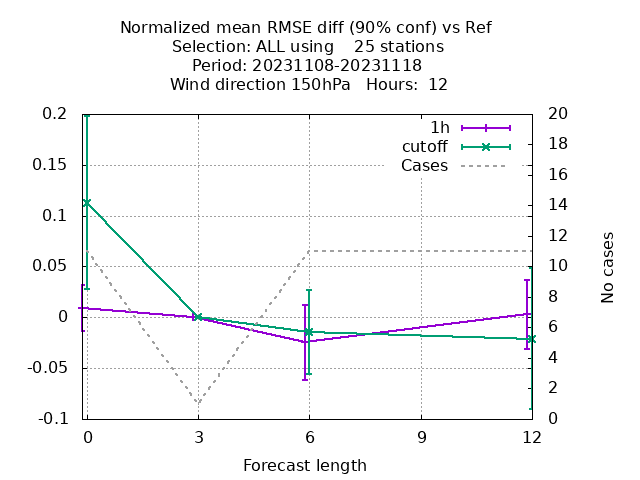 Normalized mean RMSE diff (90% conf) vs Ref
Selection: ALL using    25 stations
Period: 20231108-20231118
Wind direction 150hPa   Hours:  12
1h
cutoff
Cases
0.2
0.15
0.1
0.05
0
-0.05
-0.1
20
18
16
14
12
10
8
6
4
2
0
No cases
0
3
6
9
12
Forecast length